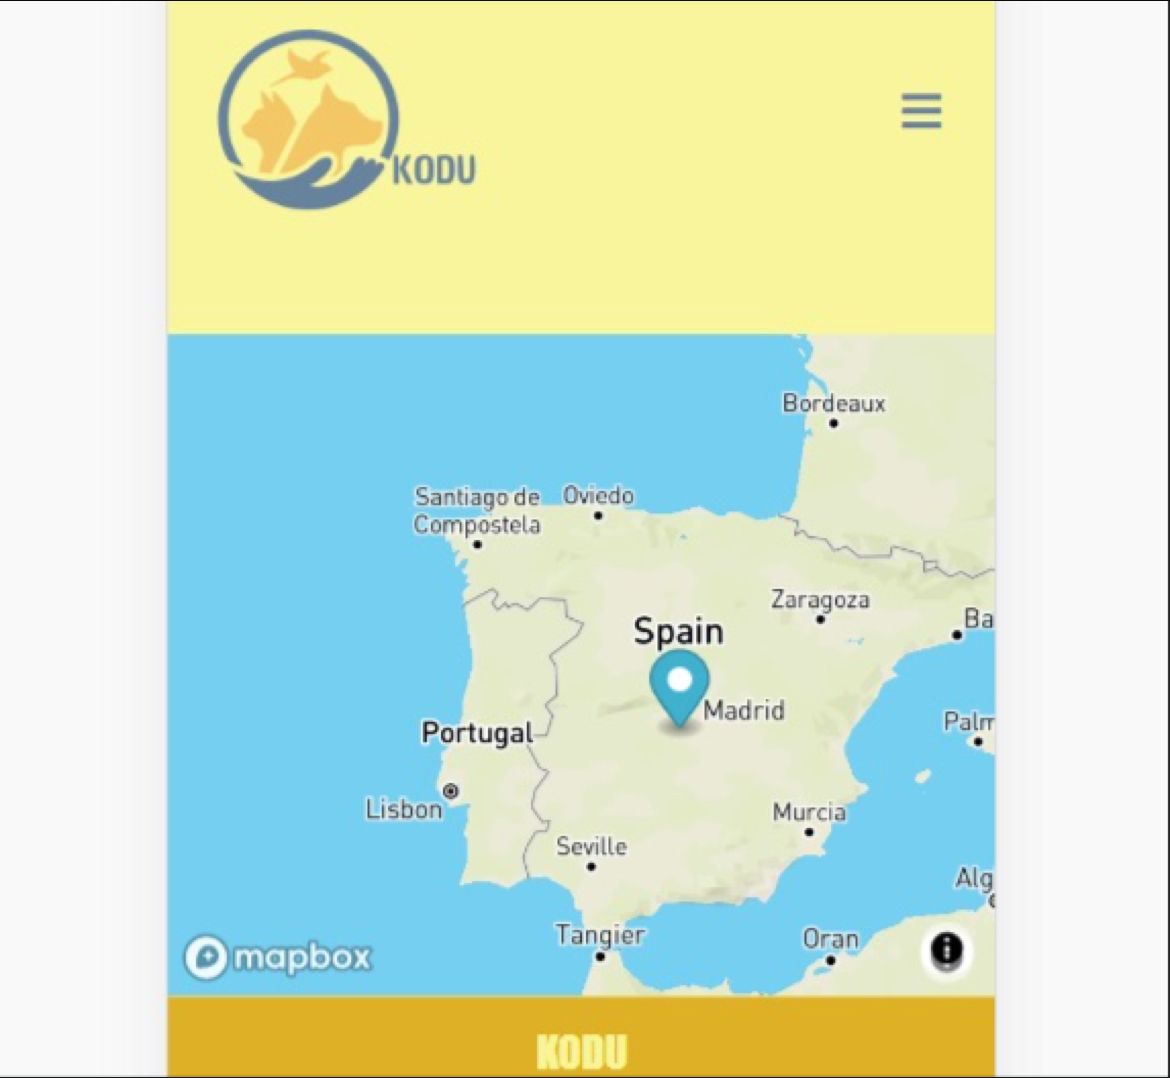 KODU
Bordeaux
Santiago de
Compostela
Oviedo
Zaragoza
Spain
Ba
Madrid
Palm
Portugal
Lisbon
Murcia
Seville
Alg
Tangier
Oran
mapbox
KODU